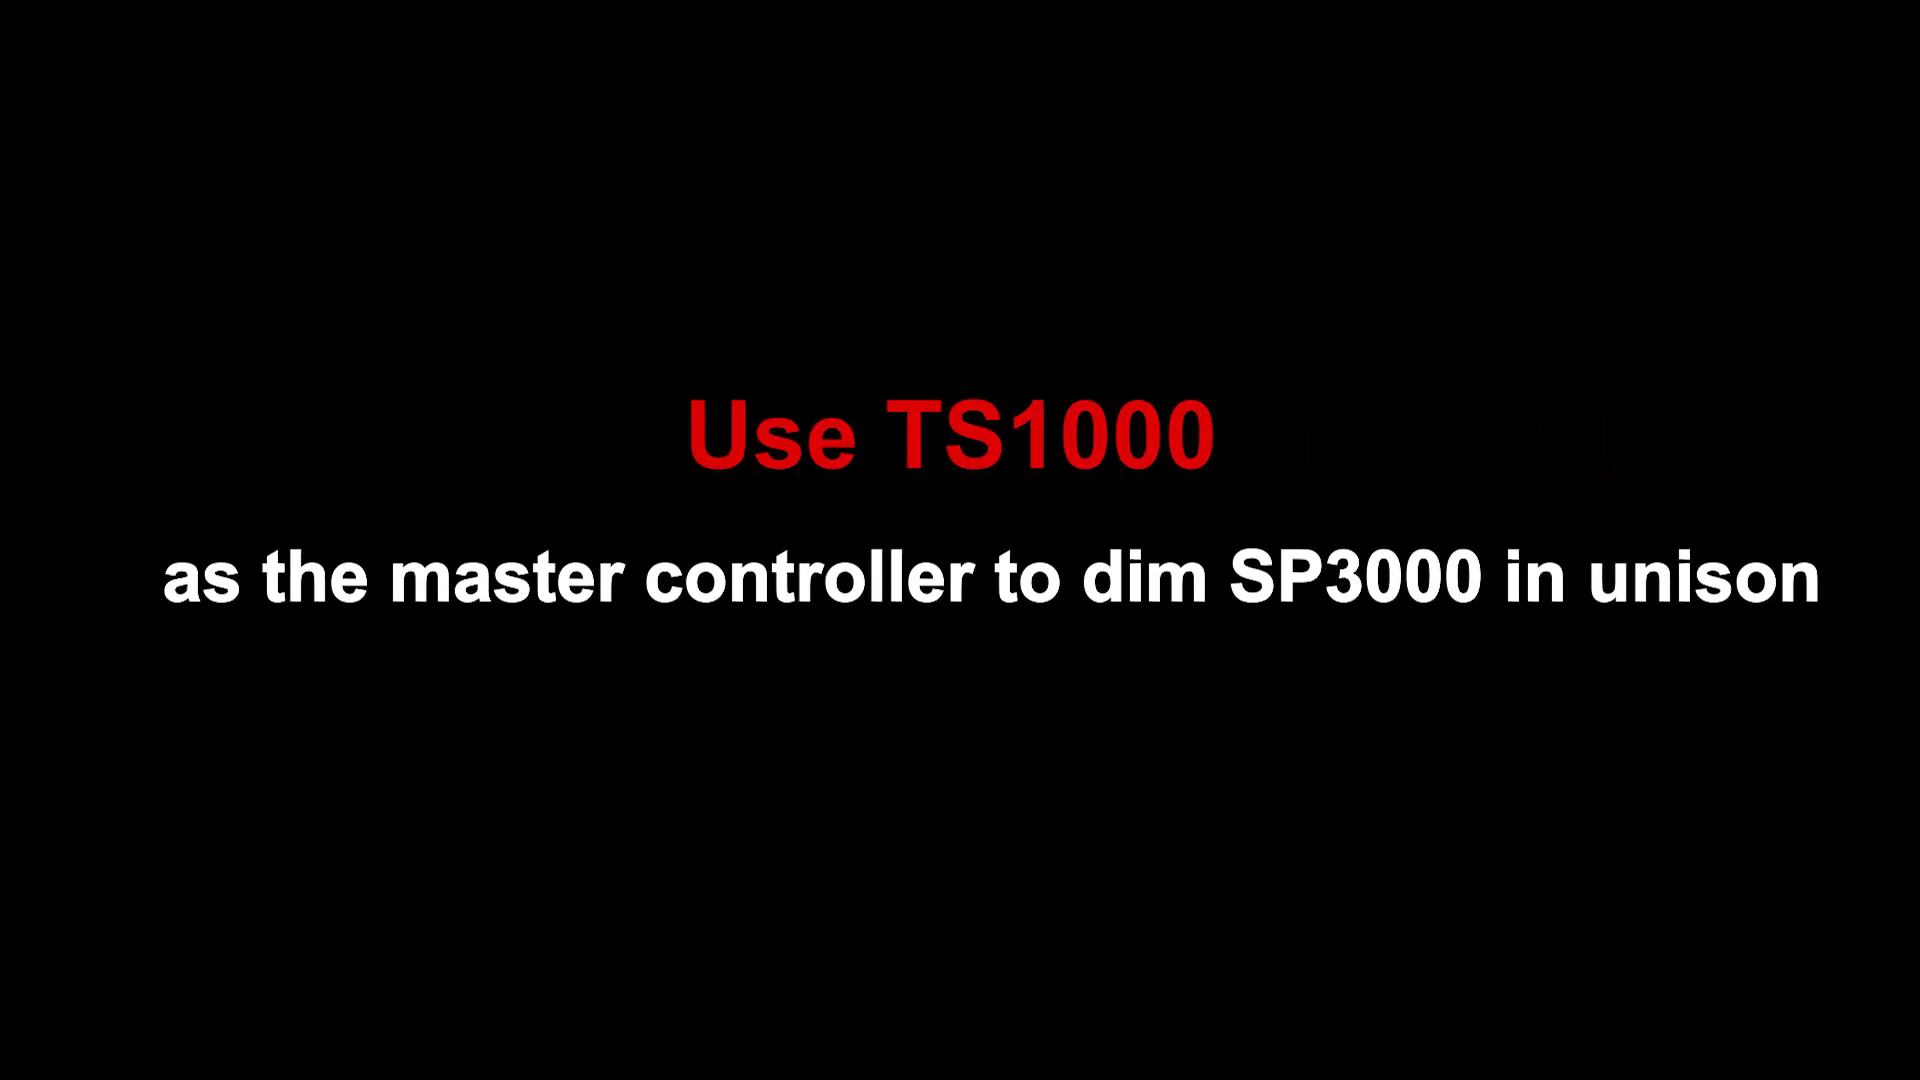 Use TS1000
as the master controller to dim SP3000 in unison